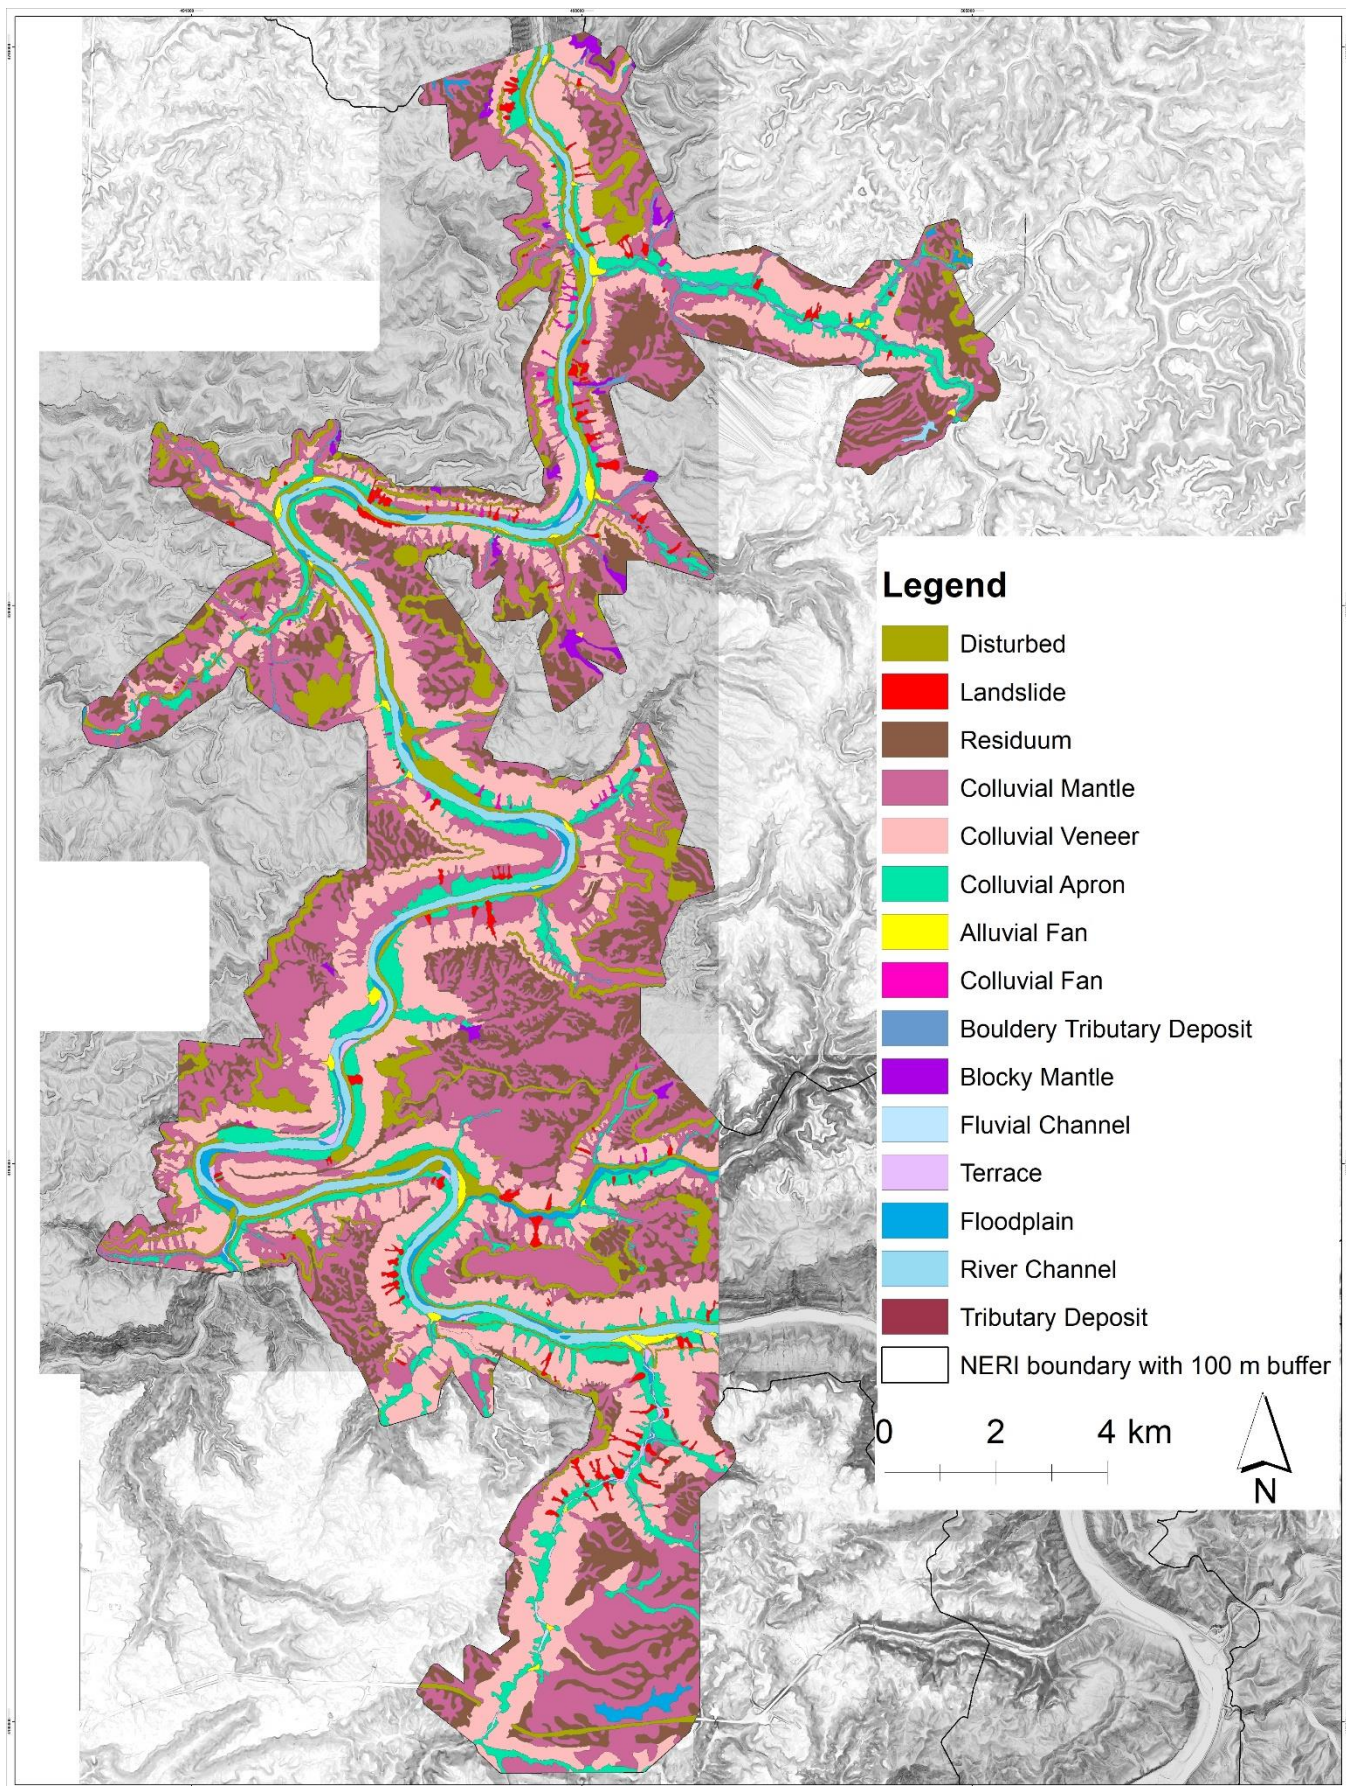 Legend
Disturbed
Landslide
Residuum
Colluvial Mantle
Colluvial Veneer
Colluvial Apron
Alluvial Fan
Colluvial Fan
Bouldery Tributary Deposit
Blocky Mantle
Fluvial Channel
Terrace
Floodplain
River Channel
Tributary Deposit
NERI boundary with 100 m buffer
0 2 4 km
N